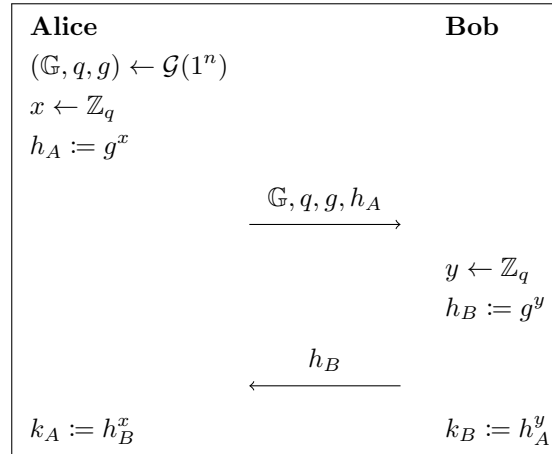 Alice Bob
(𝔾, q, g) ← 𝒢(1ⁿ)
x ← ℤ_q
h_A := g^x
𝔾, q, g, h_A
y ← ℤ_q
h_B := g^y
h_B
k_A := h_B^x k_B := h_A^y